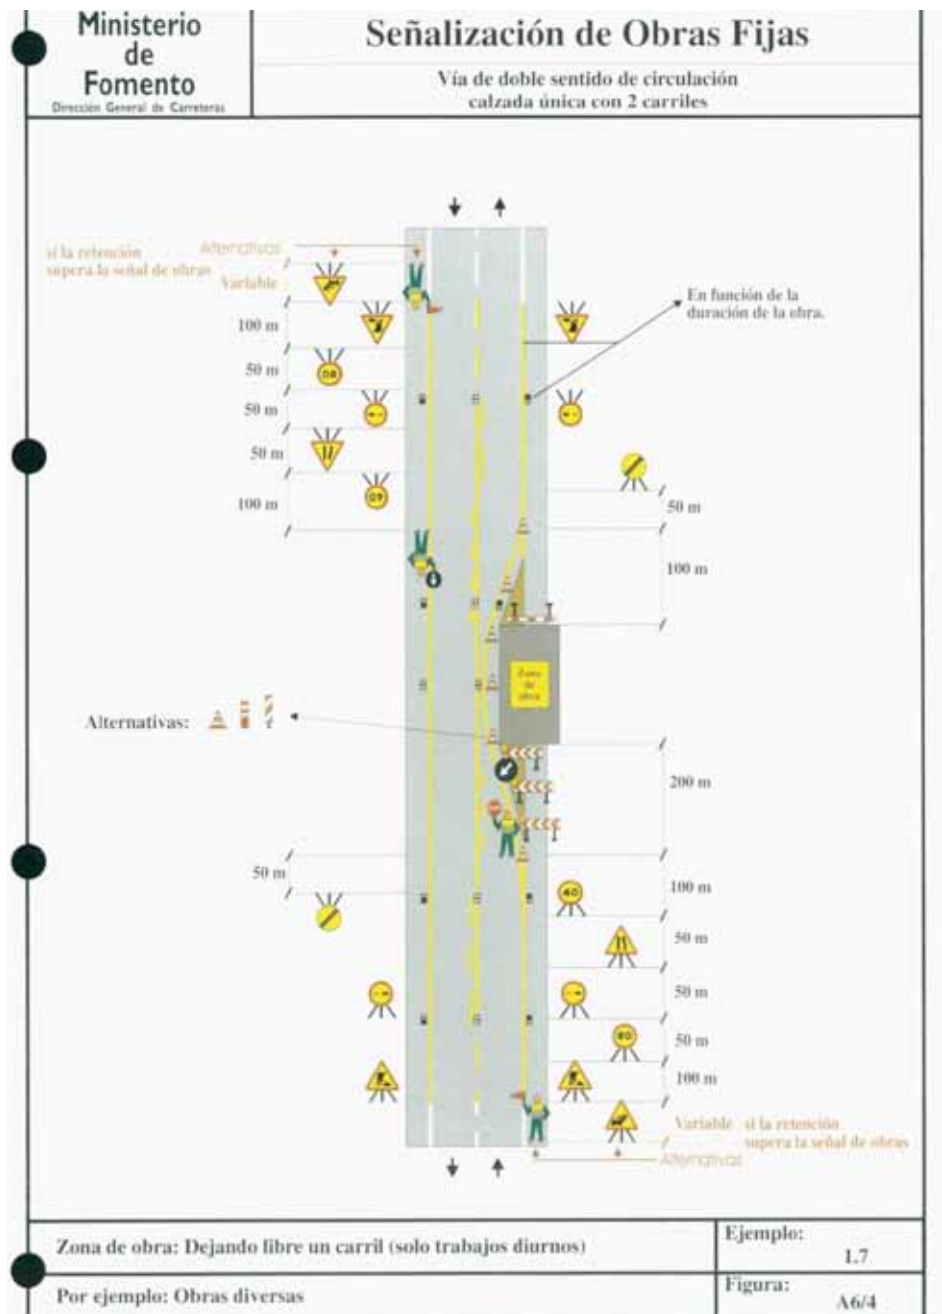 Ministerio
de
Fomento
Dirección General de Carreteras
Señalización de Obras Fijas
Vía de doble sentido de circulación
calzada única con 2 carriles
si la retención
supera la señal de obras
Alternativas
Variable
100 m
50 m
50 m
50 m
100 m
80
40
En función de la
duración de la obra.
50 m
100 m
Zona
de
obra
Alternativas:
200 m
50 m
100 m
40
50 m
50 m
80
50 m
100 m
Variable
si la retención
supera la señal de obras
Alternativas
Zona de obra: Dejando libre un carril (solo trabajos diurnos)
Ejemplo:
1.7
Por ejemplo: Obras diversas
Figura:
A6/4